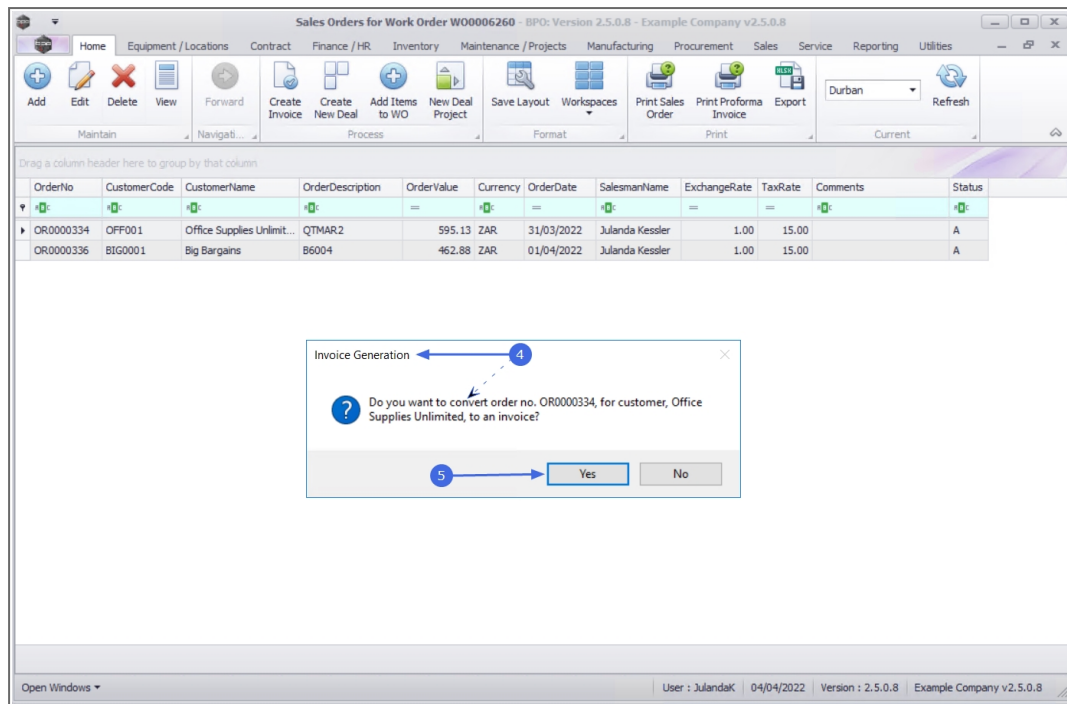 Sales Orders for Work Order WO0006260 - BPO: Version 2.5.0.8 - Example Company v2.5.0.8
Home Equipment / Locations Contract Finance / HR Inventory Maintenance / Projects Manufacturing Procurement Sales Service Reporting Utilities
Add Edit Delete View Forward Create Invoice Create New Deal Add Items to WO New Deal Project Save Layout Workspaces Print Sales Order Print Proforma Invoice Export Durban Refresh
Maintain Navigati... Process Format Print Current
Drag a column header here to group by that column
OrderNo CustomerCode CustomerName OrderDescription OrderValue Currency OrderDate SalesmanName ExchangeRate TaxRate Comments Status
OR0000334 OFF001 Office Supplies Unlimit... QTMAR2 595.13 ZAR 31/03/2022 Julanda Kessler 1.00 15.00 A
OR0000336 BIG0001 Big Bargains B6004 462.88 ZAR 01/04/2022 Julanda Kessler 1.00 15.00 A
Invoice Generation 4
Do you want to convert order no. OR0000334, for customer, Office
Supplies Unlimited, to an invoice?
5 Yes No
Open Windows User : JulandaK 04/04/2022 Version : 2.5.0.8 Example Company v2.5.0.8